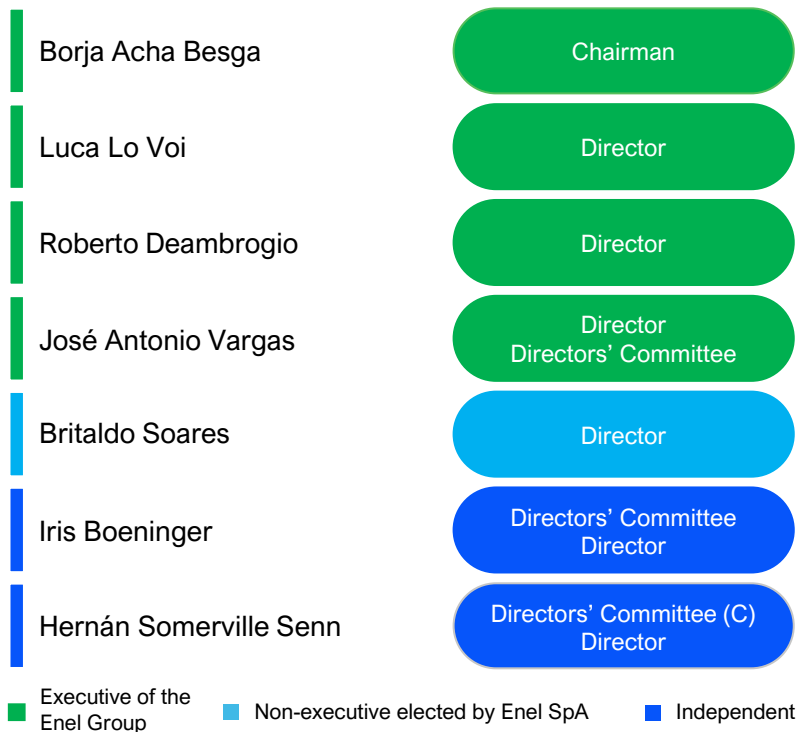 Borja Acha Besga
Chairman
Luca Lo Voi
Director
Roberto Deambrogio
Director
José Antonio Vargas
Director
Directors’ Committee
Britaldo Soares
Director
Iris Boeninger
Directors’ Committee
Director
Hernán Somerville Senn
Directors’ Committee (C)
Director
Executive of the
Enel Group
Non-executive elected by Enel SpA
Independent